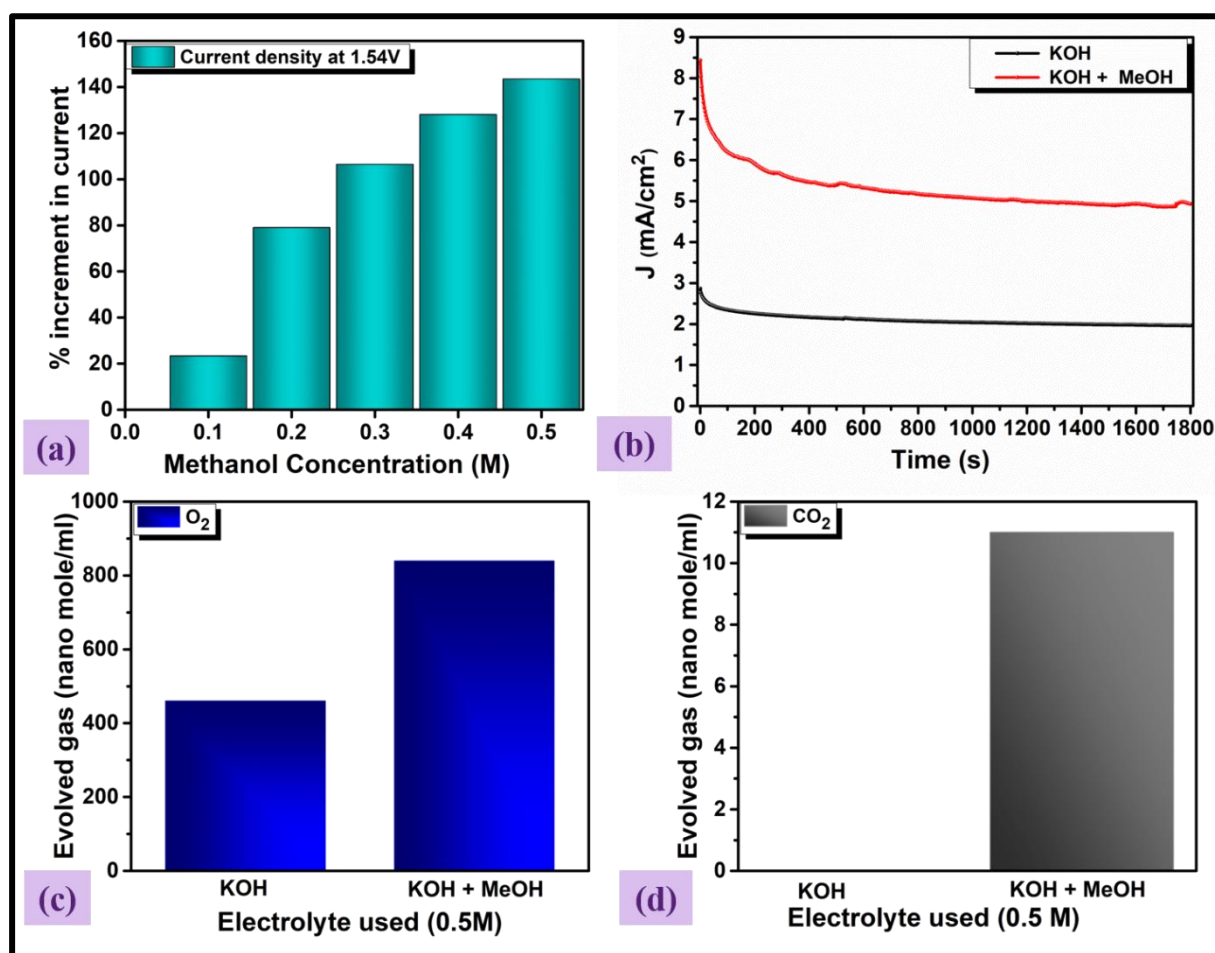 160
140
120
100
80
60
40
20
0
% increment in current
Current density at 1.54V
0.0 0.1 0.2 0.3 0.4 0.5
Methanol Concentration (M)
(a)
9
8
7
6
5
4
3
2
1
0
J (mA/cm²)
KOH
KOH + MeOH
0 200 400 600 800 1000 1200 1400 1600 1800
Time (s)
(b)
1000
800
600
400
200
0
Evolved gas (nano mole/ml)
O₂
KOH KOH + MeOH
Electrolyte used (0.5M)
(c)
12
10
8
6
4
2
0
Evolved gas (nano mole/ml)
CO₂
KOH KOH + MeOH
Electrolyte used (0.5 M)
(d)